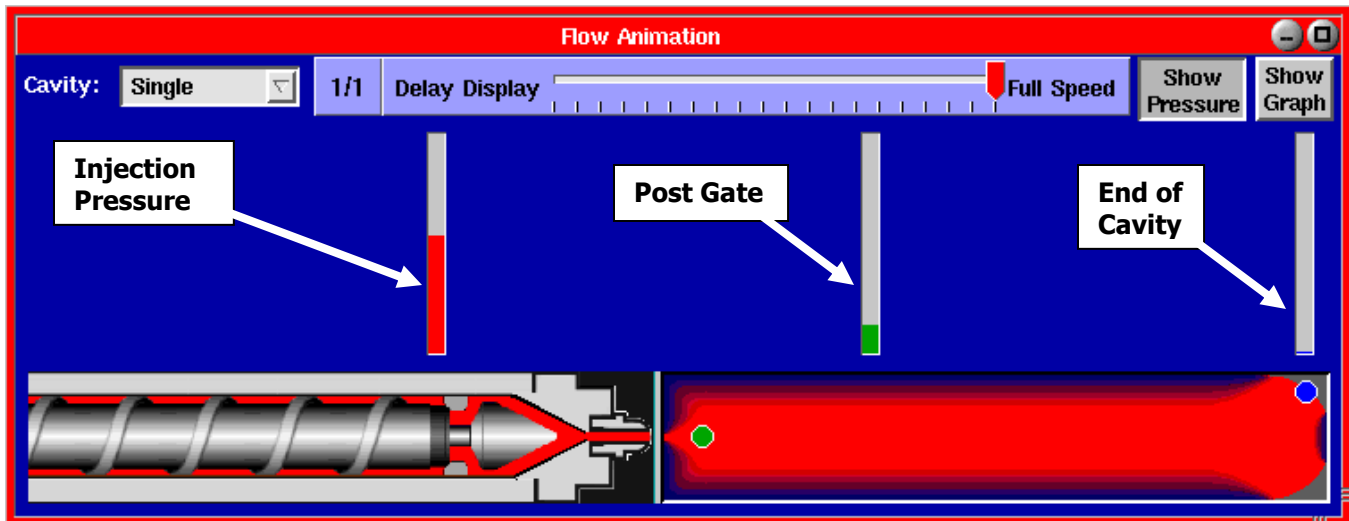 Flow Animation
Cavity: Single 1/1 Delay Display Full Speed Show Pressure Show Graph
Injection
Pressure
Post Gate
End of
Cavity